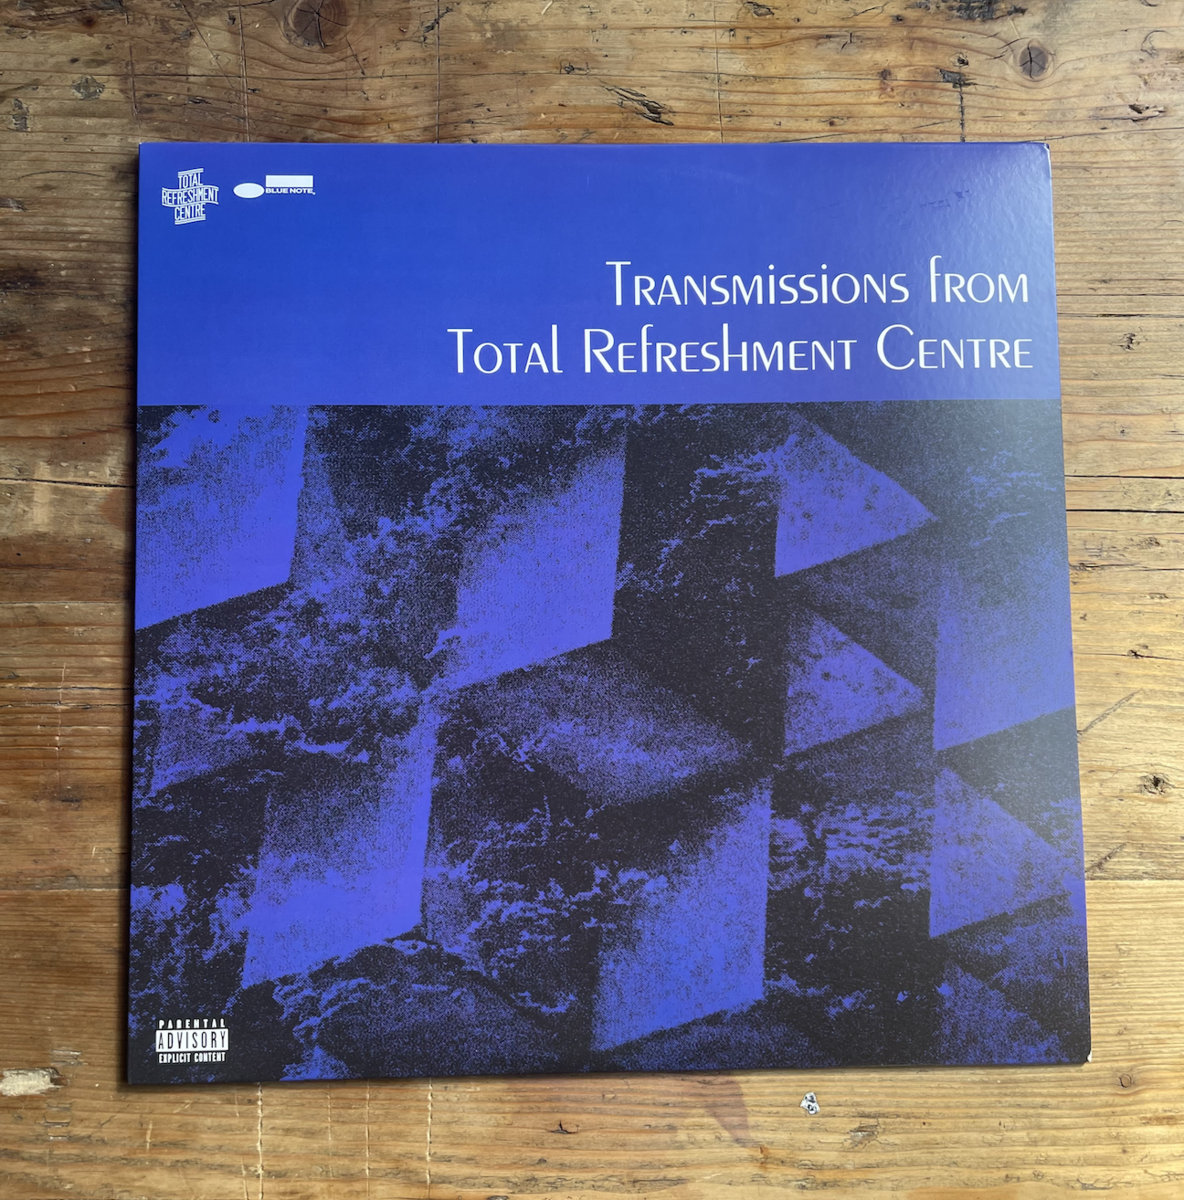 TOTAL
REFRESHMENT
CENTRE
BLUE NOTE
Transmissions from
Total Refreshment Centre
PARENTAL
ADVISORY
EXPLICIT CONTENT